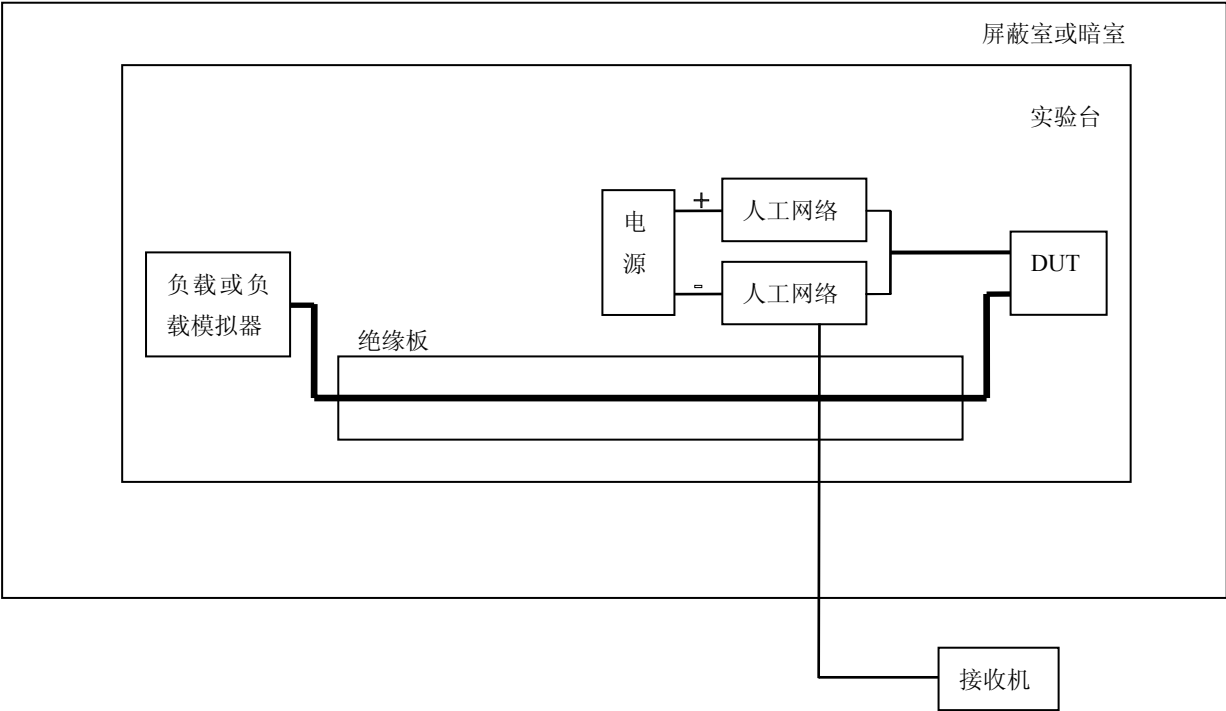 屏蔽室或暗室
实验台
电
源
+
人工网络
-
人工网络
DUT
负载或负
载模拟器
绝缘板
接收机